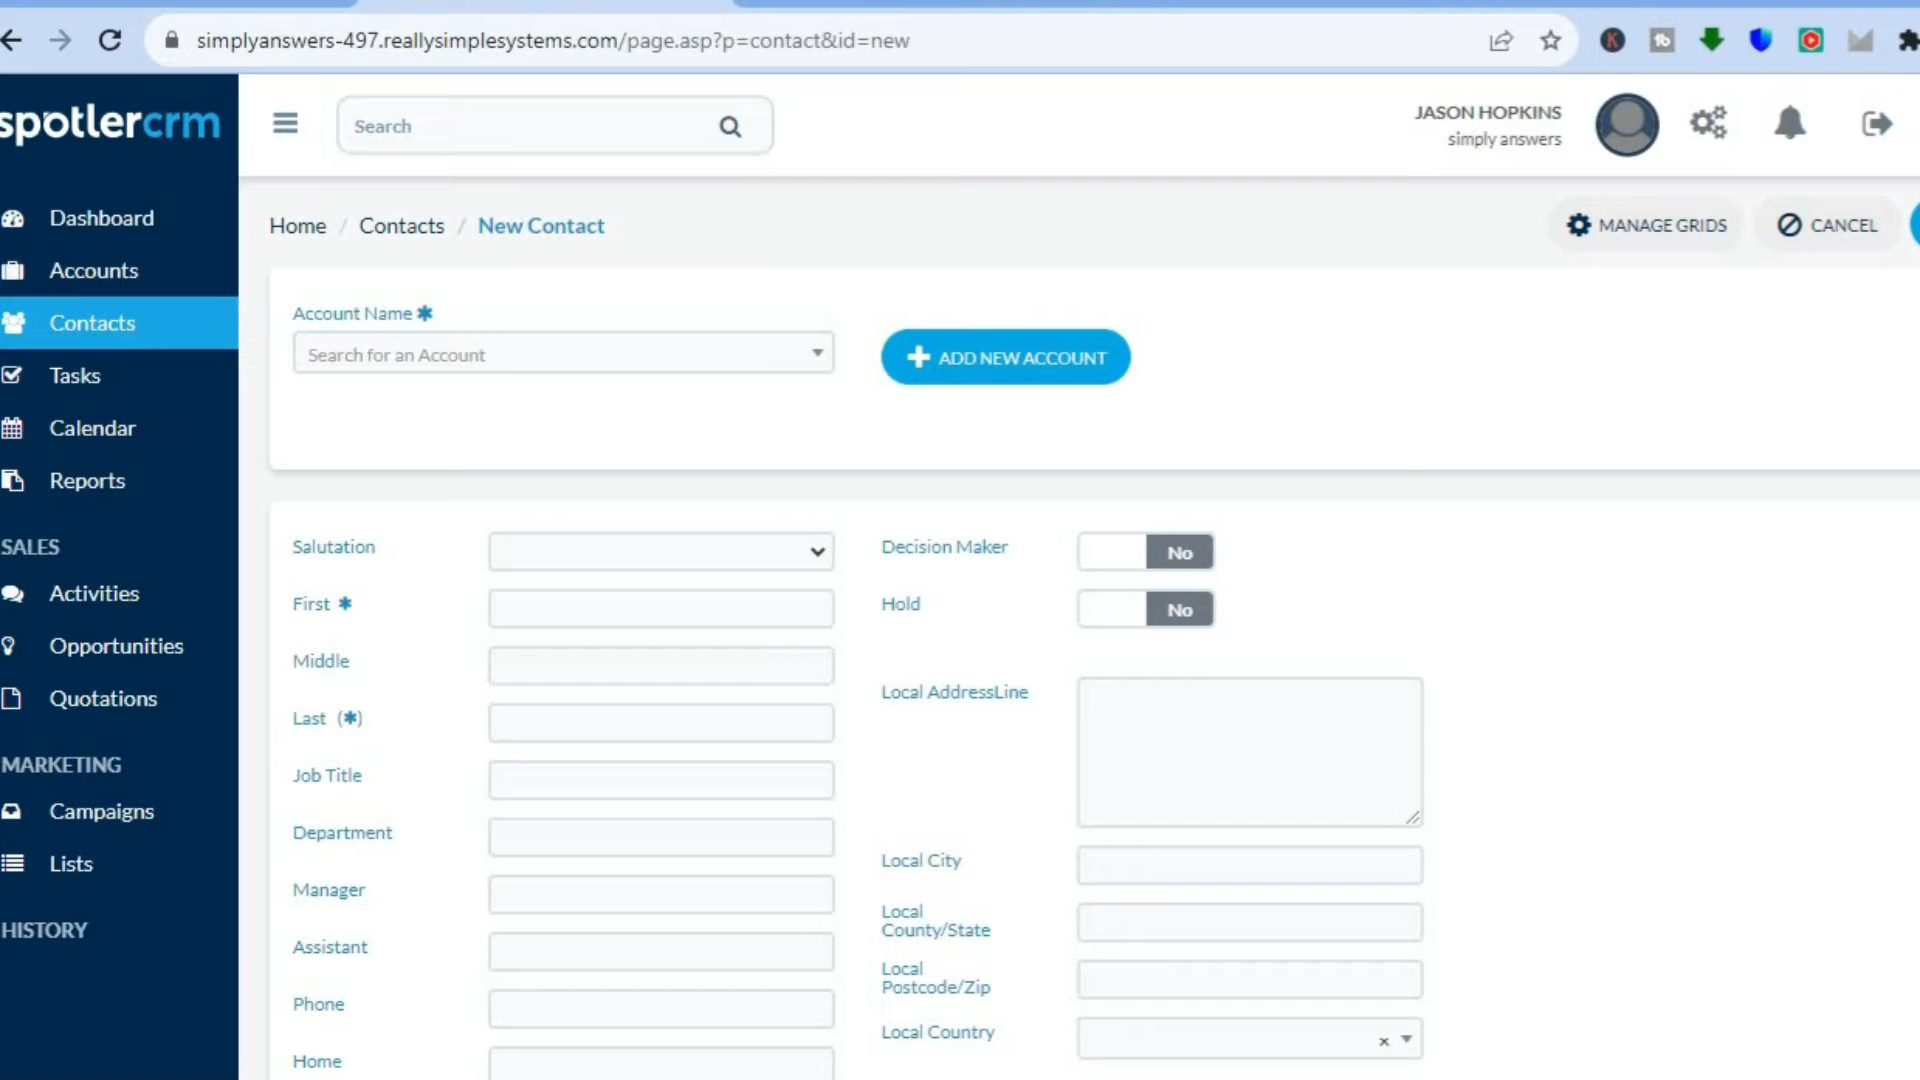 simplyanswers-497.reallysimplesystems.com/page.asp?p=contact&id=new
spotlercrm
Search
JASON HOPKINS
simply answers
Dashboard
Accounts
Contacts
Tasks
Calendar
Reports
SALES
Activities
Opportunities
Quotations
MARKETING
Campaigns
Lists
HISTORY
Home / Contacts / New Contact
MANAGE GRIDS
CANCEL
Account Name ✱
Search for an Account
ADD NEW ACCOUNT
Salutation
First ✱
Middle
Last (✱)
Job Title
Department
Manager
Assistant
Phone
Home
Decision Maker
No
Hold
No
Local AddressLine
Local City
Local
County/State
Local
Postcode/Zip
Local Country
×